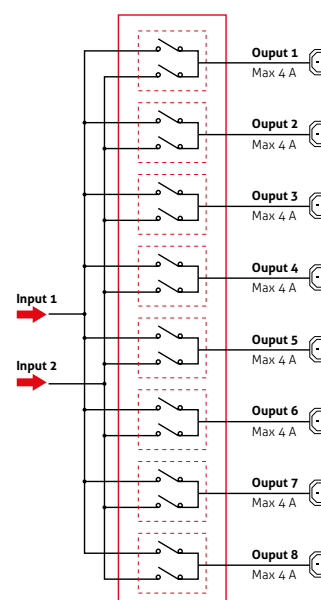 Ouput 1
Max 4 A
Ouput 2
Max 4 A
Ouput 3
Max 4 A
Ouput 4
Max 4 A
Input 1
Ouput 5
Max 4 A
Input 2
Ouput 6
Max 4 A
Ouput 7
Max 4 A
Ouput 8
Max 4 A